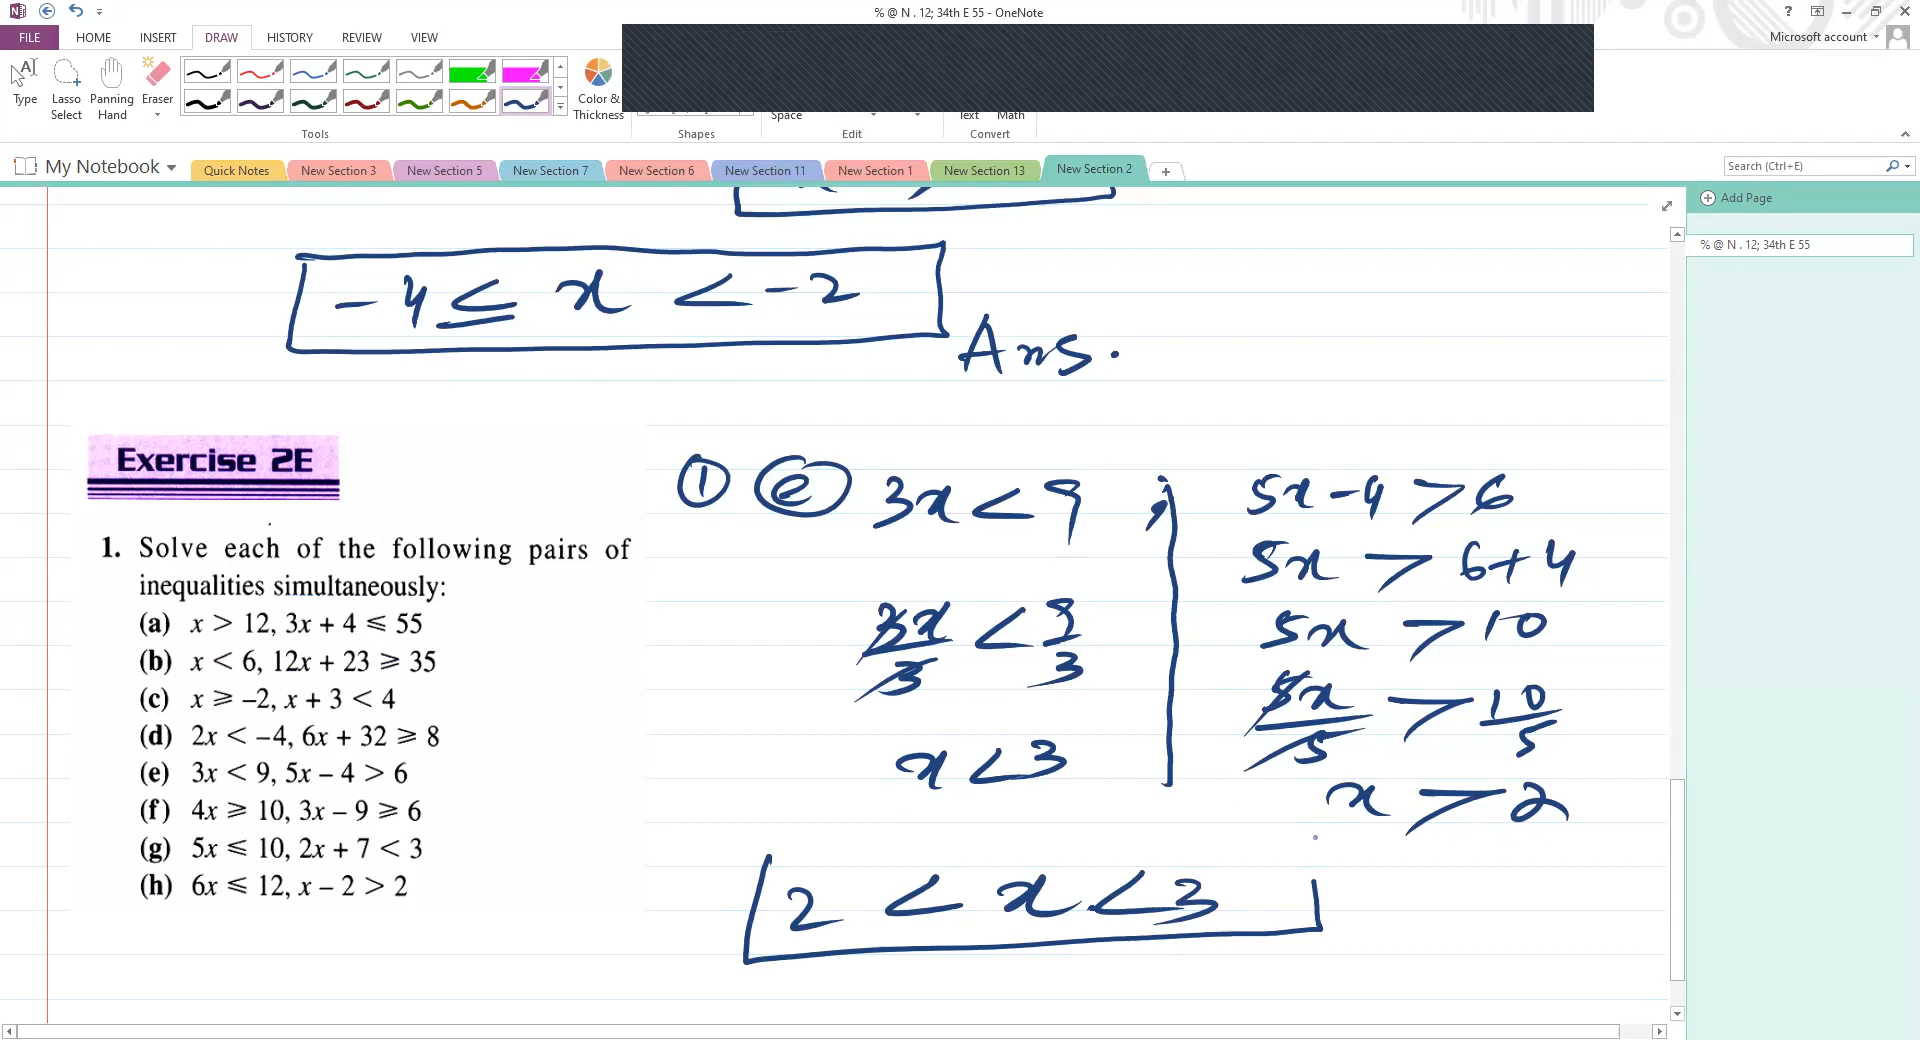 % @ N . 12; 34th E 55 - OneNote
FILE HOME INSERT DRAW HISTORY REVIEW VIEW
Microsoft account
Type
Lasso Select
Panning Hand
Eraser
Color & Thickness
Space
Text
Math
Tools
Shapes
Edit
Convert
My Notebook
Quick Notes
New Section 3
New Section 5
New Section 7
New Section 6
New Section 11
New Section 1
New Section 13
New Section 2
Search (Ctrl+E)
Add Page
% @ N . 12; 34th E 55
-4 ≤ x < -2
Ans.
Exercise 2E
1. Solve each of the following pairs of
inequalities simultaneously:
(a) x > 12, 3x + 4 ⩽ 55
(b) x < 6, 12x + 23 ⩾ 35
(c) x ⩾ –2, x + 3 < 4
(d) 2x < –4, 6x + 32 ⩾ 8
(e) 3x < 9, 5x – 4 > 6
(f) 4x ⩾ 10, 3x – 9 ⩾ 6
(g) 5x ⩽ 10, 2x + 7 < 3
(h) 6x ⩽ 12, x – 2 > 2
① ⓔ 3x < 9 ;
3x/3 < 9/3
x < 3
5x - 4 > 6
5x > 6 + 4
5x > 10
5x/5 > 10/5
x > 2
2 < x < 3